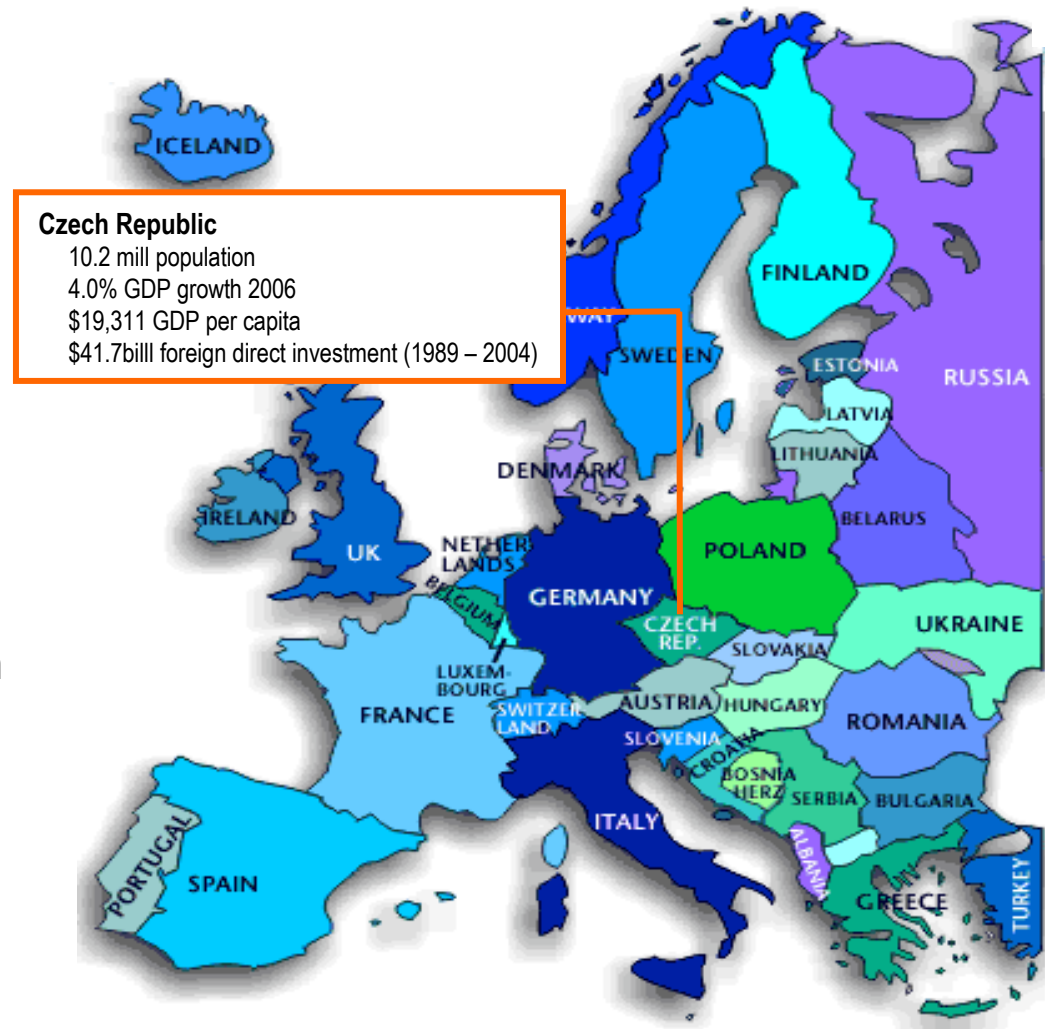 ICELAND
Czech Republic
10.2 mill population
4.0% GDP growth 2006
$19,311 GDP per capita
$41.7billl foreign direct investment (1989 – 2004)
WAY
SWEDEN
FINLAND
RUSSIA
ESTONIA
LATVIA
LITHUANIA
DENMARK
BELARUS
IRELAND
UK
NETHER
LANDS
BELGIUM
GERMANY
POLAND
CZECH
REP.
UKRAINE
SLOVAKIA
LUXEM-
BOURG
FRANCE
SWITZER
LAND
AUSTRIA
HUNGARY
ROMANIA
SLOVENIA
CROATIA
BOSNIA
HERZ
SERBIA
BULGARIA
ITALY
ALBANIA
PORTUGAL
SPAIN
GREECE
TURKEY